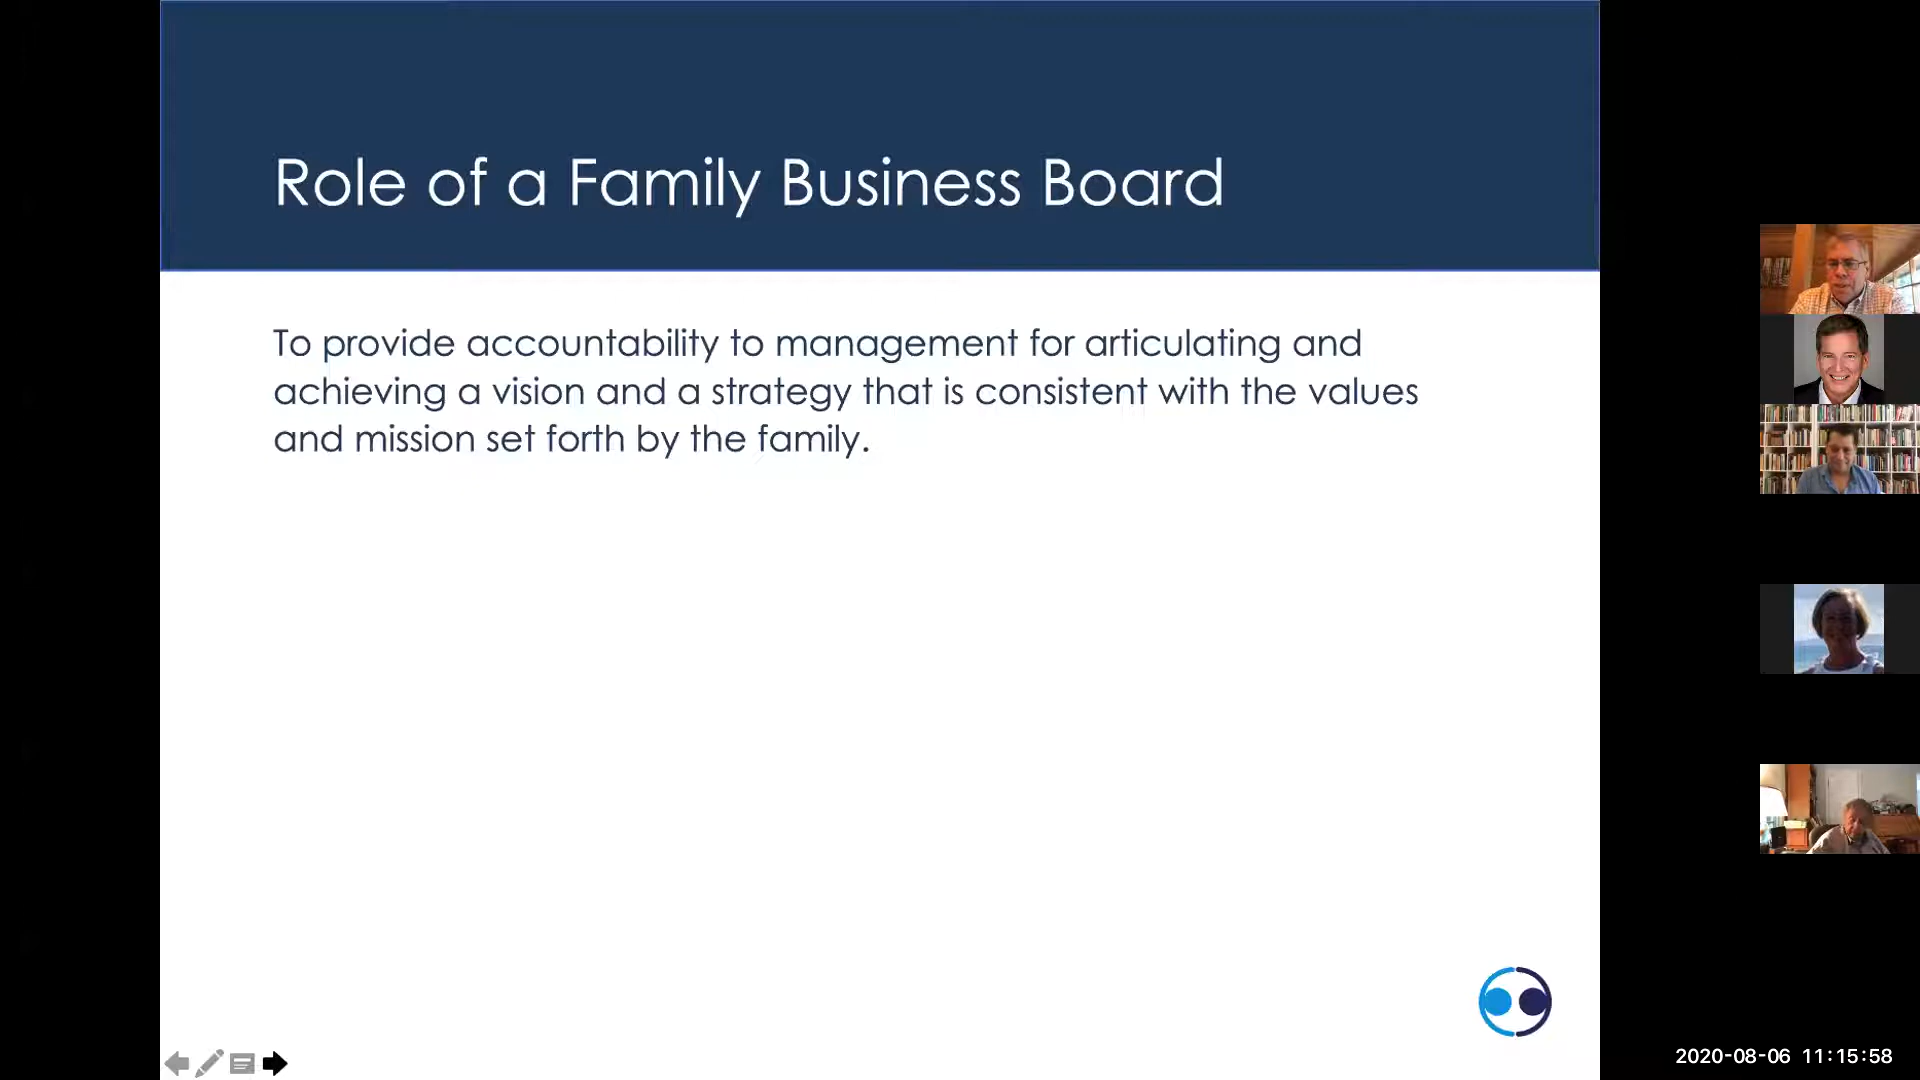 Role of a Family Business Board
To provide accountability to management for articulating and
achieving a vision and a strategy that is consistent with the values
and mission set forth by the family.
2020-08-06 11:15:58